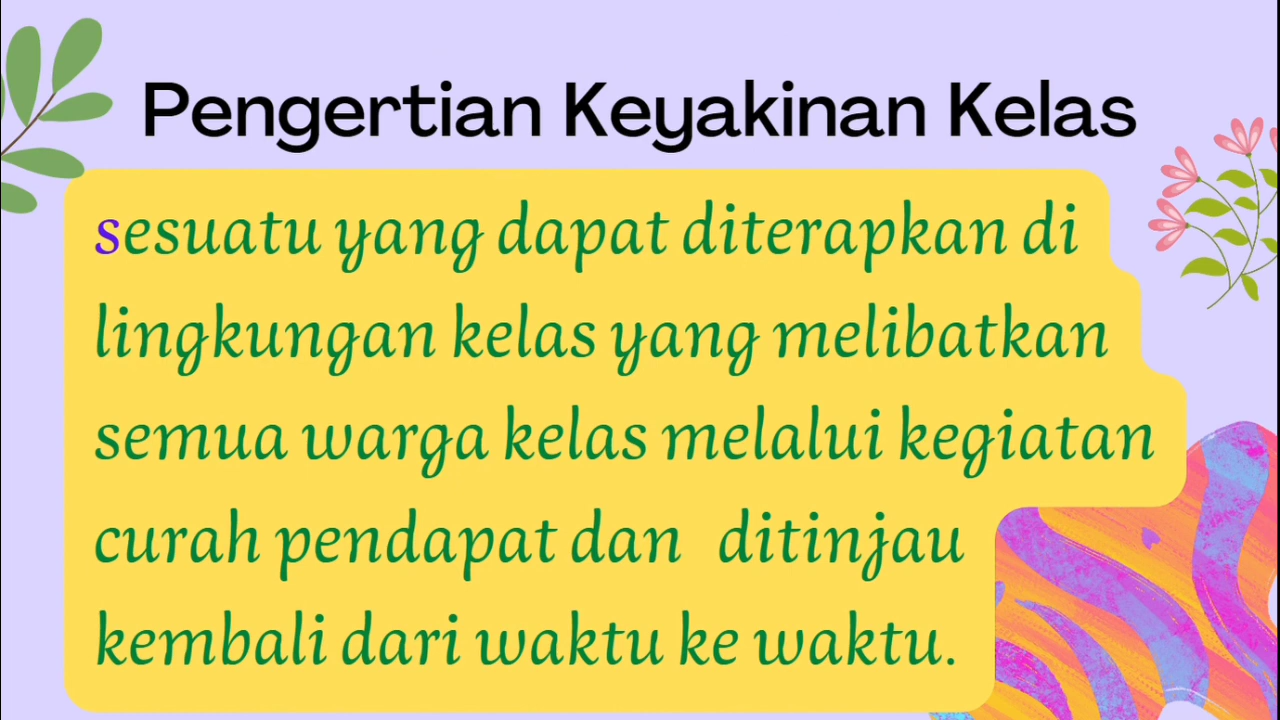 Pengertian Keyakinan Kelas
sesuatu yang dapat diterapkan di
lingkungan kelas yang melibatkan
semua warga kelas melalui kegiatan
curah pendapat dan ditinjau
kembali dari waktu ke waktu.